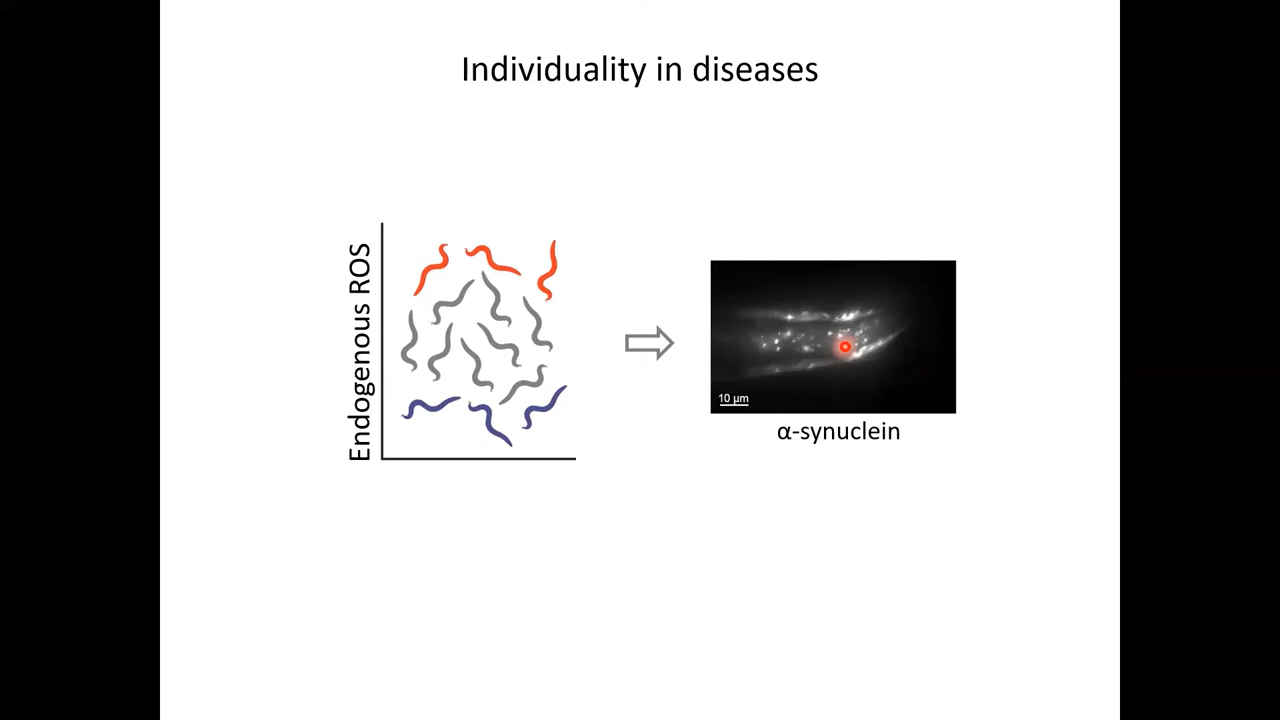 Individuality in diseases
Endogenous ROS
10 µm
α-synuclein